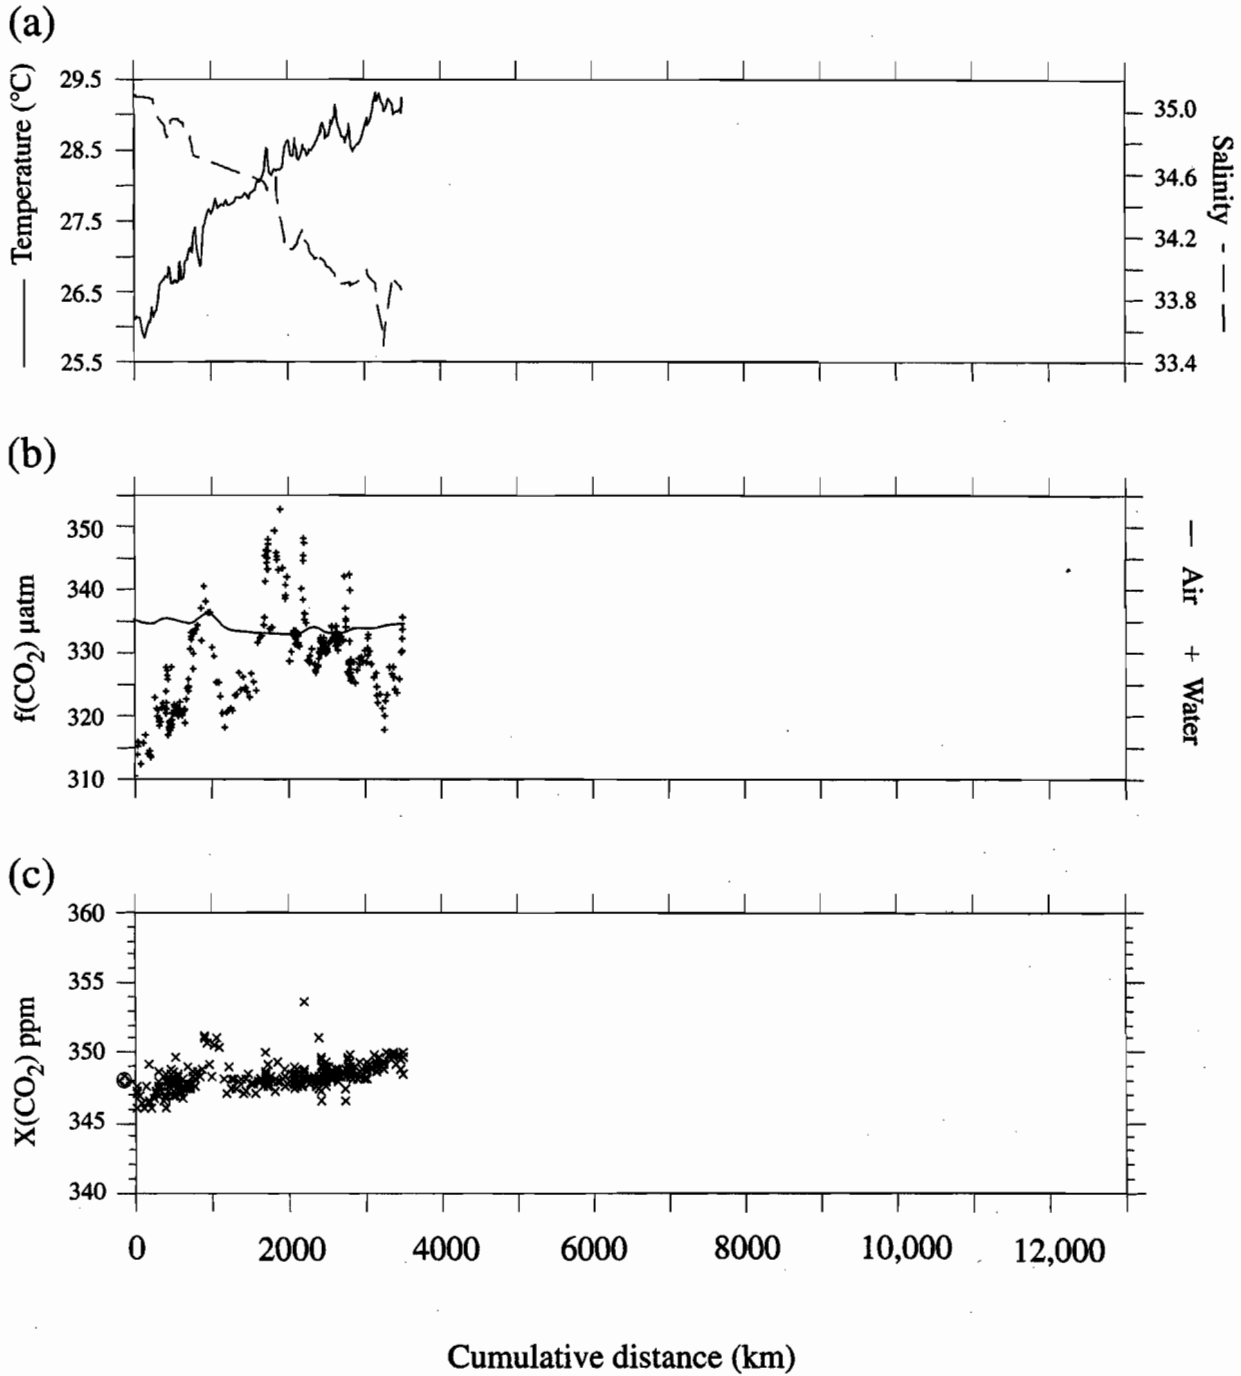 (a)
29.5
28.5
27.5
26.5
25.5
Temperature (°C)
35.0
34.6
34.2
33.8
33.4
Salinity
(b)
350
340
330
320
310
f(CO2) µatm
— Air + Water
(c)
360
355
350
345
340
X(CO2) ppm
0 2000 4000 6000 8000 10,000 12,000
Cumulative distance (km)